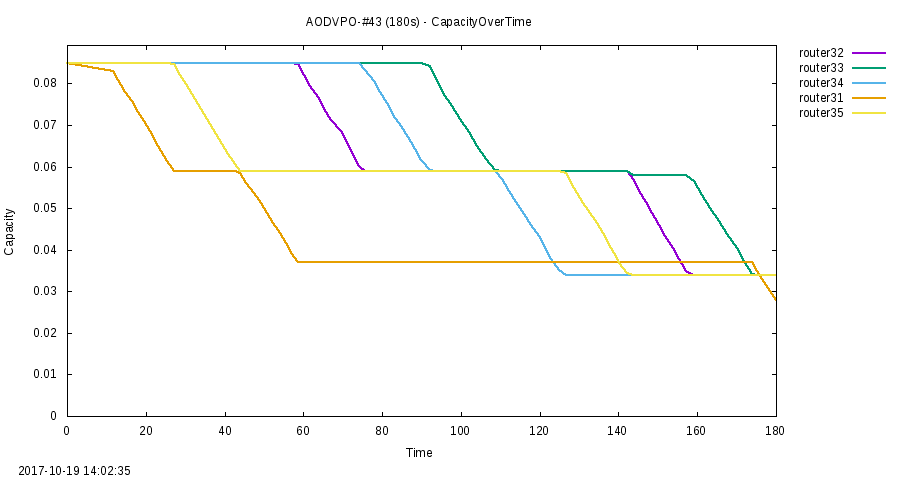 AODVPO-#43 (180s) - CapacityOverTime
router32
router33
router34
router31
router35
0.08
0.07
0.06
0.05
0.04
0.03
0.02
0.01
0
Capacity
0 20 40 60 80 100 120 140 160 180
Time
2017-10-19 14:02:35